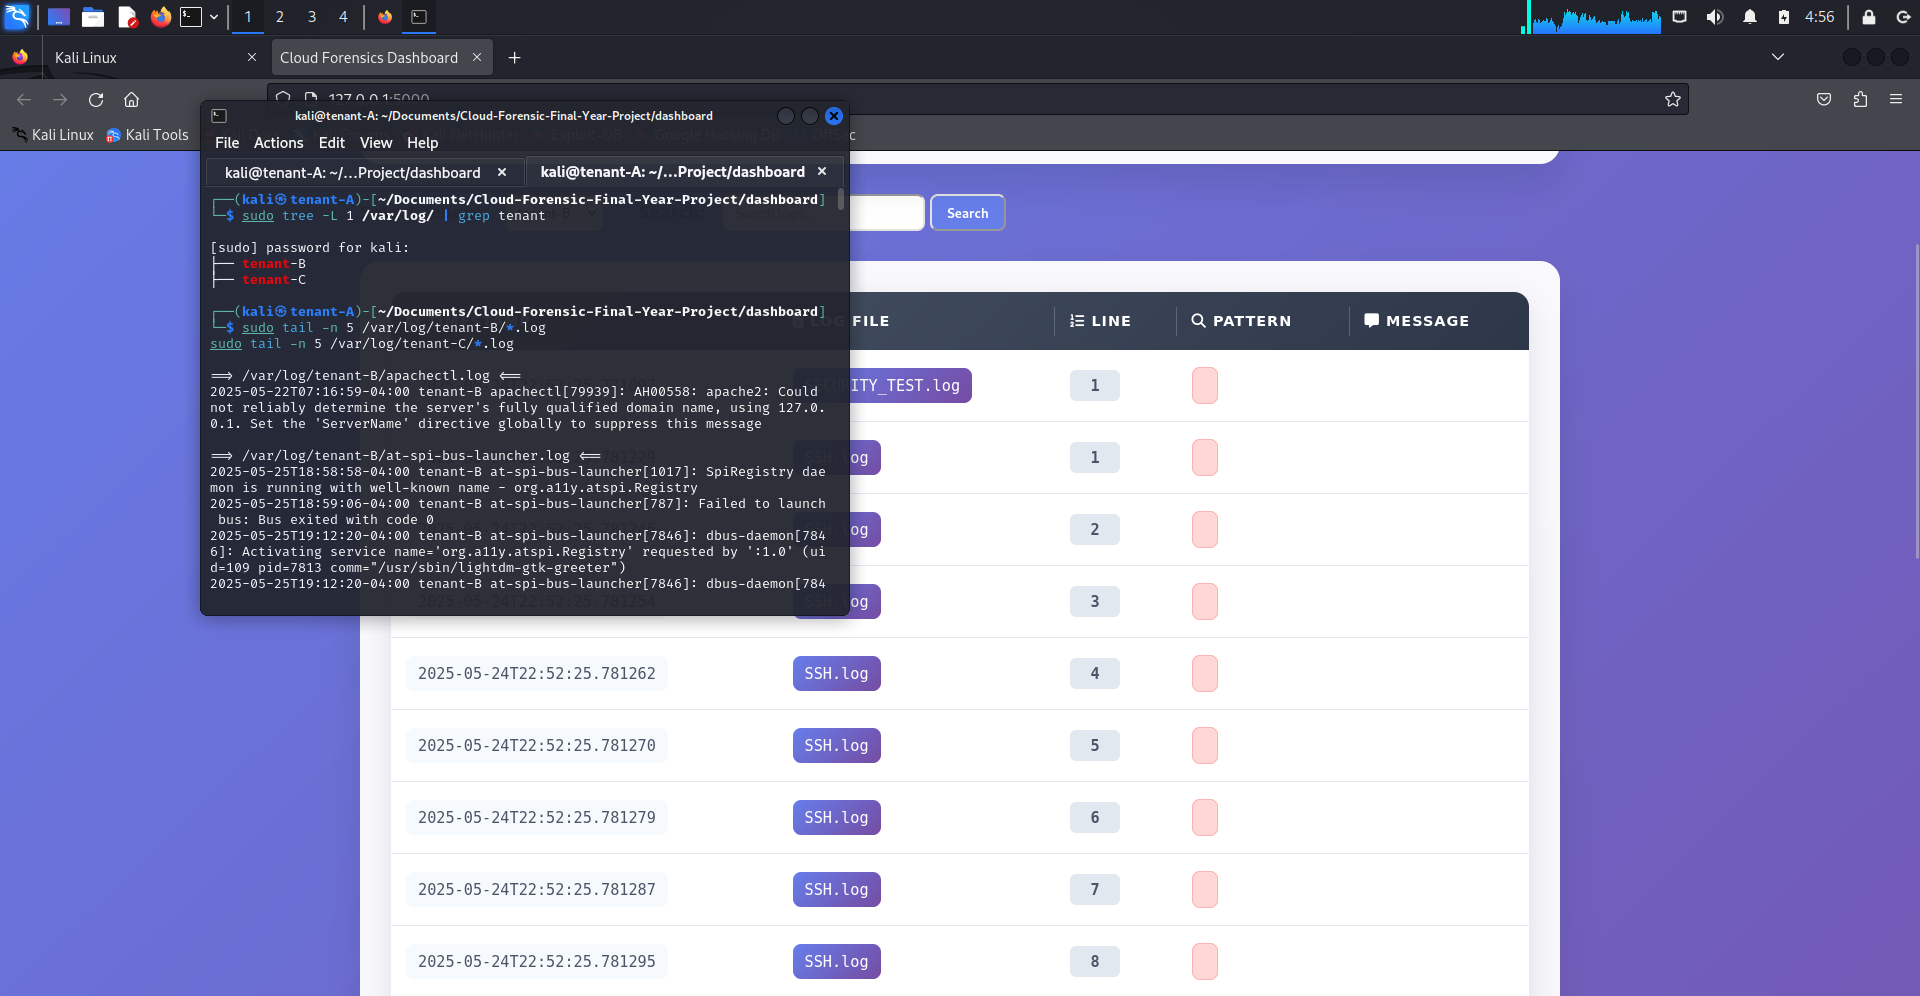 1 2 3 4
4:56
Kali Linux
Cloud Forensics Dashboard
127.0.0.1:5000
Kali Linux Kali Tools
kali@tenant-A: ~/Documents/Cloud-Forensic-Final-Year-Project/dashboard
File Actions Edit View Help
kali@tenant-A: ~/...Project/dashboard
kali@tenant-A: ~/...Project/dashboard
┌──(kali㉿tenant-A)-[~/Documents/Cloud-Forensic-Final-Year-Project/dashboard]
└─$ sudo tree -L 1 /var/log/ | grep tenant
[sudo] password for kali:
├── tenant-B
├── tenant-C
┌──(kali㉿tenant-A)-[~/Documents/Cloud-Forensic-Final-Year-Project/dashboard]
└─$ sudo tail -n 5 /var/log/tenant-B/*.log
sudo tail -n 5 /var/log/tenant-C/*.log
==> /var/log/tenant-B/apachectl.log <==
2025-05-22T07:16:59-04:00 tenant-B apachectl[79939]: AH00558: apache2: Could
not reliably determine the server's fully qualified domain name, using 127.0.
0.1. Set the 'ServerName' directive globally to suppress this message
==> /var/log/tenant-B/at-spi-bus-launcher.log <==
2025-05-25T18:58:58-04:00 tenant-B at-spi-bus-launcher[1017]: SpiRegistry dae
mon is running with well-known name - org.a11y.atspi.Registry
2025-05-25T18:59:06-04:00 tenant-B at-spi-bus-launcher[787]: Failed to launch
bus: Bus exited with code 0
2025-05-25T19:12:20-04:00 tenant-B at-spi-bus-launcher[7846]: dbus-daemon[784
6]: Activating service name='org.a11y.atspi.Registry' requested by ':1.0' (ui
d=109 pid=7813 comm="/usr/sbin/lightdm-gtk-greeter")
2025-05-25T19:12:20-04:00 tenant-B at-spi-bus-launcher[7846]: dbus-daemon[784
Search
FILE LINE PATTERN MESSAGE
SECURITY_TEST.log 1
SSH.log 1
SSH.log 2
SSH.log 3
2025-05-24T22:52:25.781262 SSH.log 4
2025-05-24T22:52:25.781270 SSH.log 5
2025-05-24T22:52:25.781279 SSH.log 6
2025-05-24T22:52:25.781287 SSH.log 7
2025-05-24T22:52:25.781295 SSH.log 8